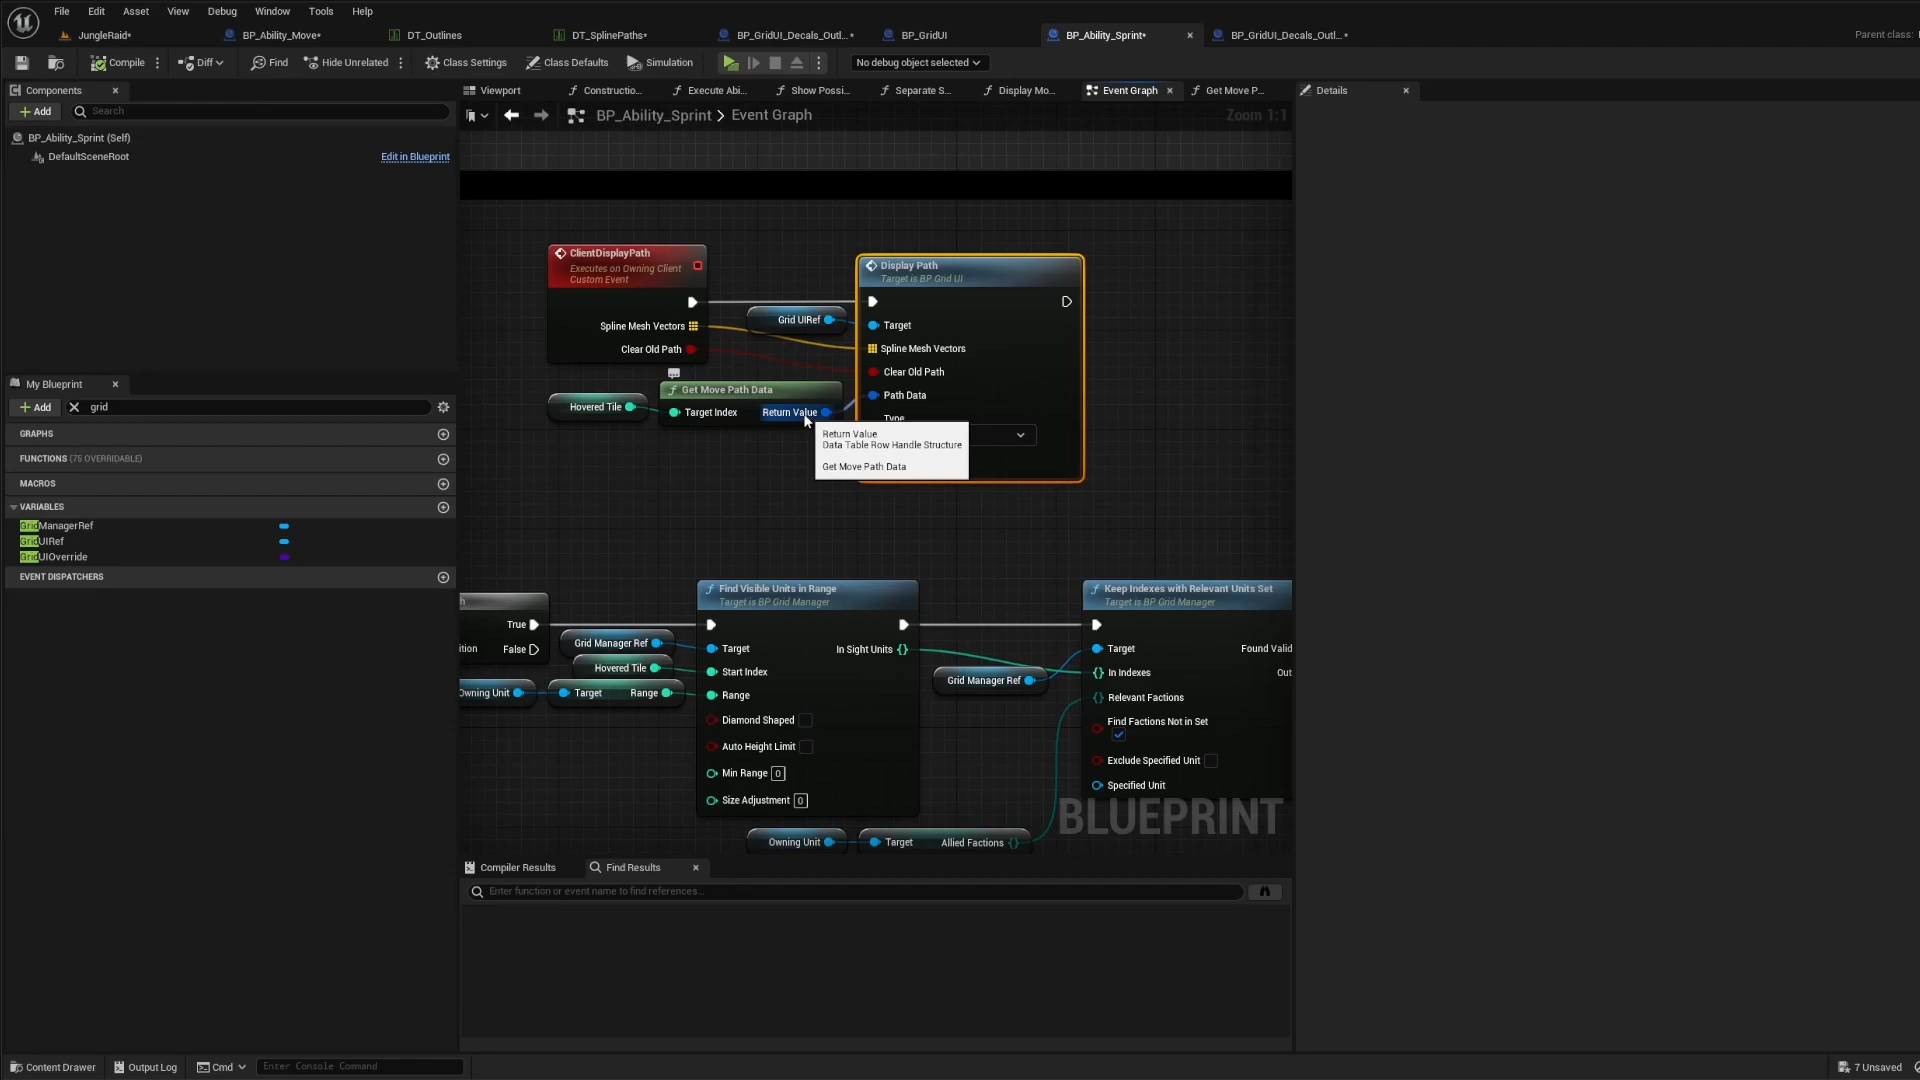 File Edit Asset View Debug Window Tools Help
JungleRaid* BP_Ability_Move* DT_Outlines DT_SplinePaths* BP_GridUI_Decals_Outl...* BP_GridUI BP_Ability_Sprint* BP_GridUI_Decals_Outl...* Parent class:
Compile Diff Find Hide Unrelated Class Settings Class Defaults Simulation No debug object selected
Components Viewport Constructio... Execute Abi... Show Possi... Separate S... Display Mo... Event Graph Get Move P... Details
Add Search BP_Ability_Sprint > Event Graph Zoom 1:1
BP_Ability_Sprint (Self)
DefaultSceneRoot Edit in Blueprint
ClientDisplayPath
Executes on Owning Client
Custom Event
Spline Mesh Vectors
Clear Old Path
Grid UIRef
Display Path
Target is BP Grid UI
Target
Spline Mesh Vectors
Clear Old Path
Path Data
Type
Hovered Tile
Get Move Path Data
Target Index Return Value
Return Value
Data Table Row Handle Structure
Get Move Path Data
My Blueprint
Add grid
GRAPHS
FUNCTIONS (75 OVERRIDABLE)
MACROS
VARIABLES
GridManagerRef
GridUIRef
GridUIOverride
EVENT DISPATCHERS
True
ition False
Grid Manager Ref
Hovered Tile
Owning Unit Target Range
Find Visible Units in Range
Target is BP Grid Manager
Target In Sight Units
Start Index
Range
Diamond Shaped
Auto Height Limit
Min Range 0
Size Adjustment 0
Grid Manager Ref
Keep Indexes with Relevant Units Set
Target is BP Grid Manager
Target Found Valid
In Indexes Out
Relevant Factions
Find Factions Not in Set
Exclude Specified Unit
Specified Unit
Owning Unit Target Allied Factions
BLUEPRINT
Compiler Results Find Results
Enter function or event name to find references...
Content Drawer Output Log Cmd Enter Console Command 7 Unsaved